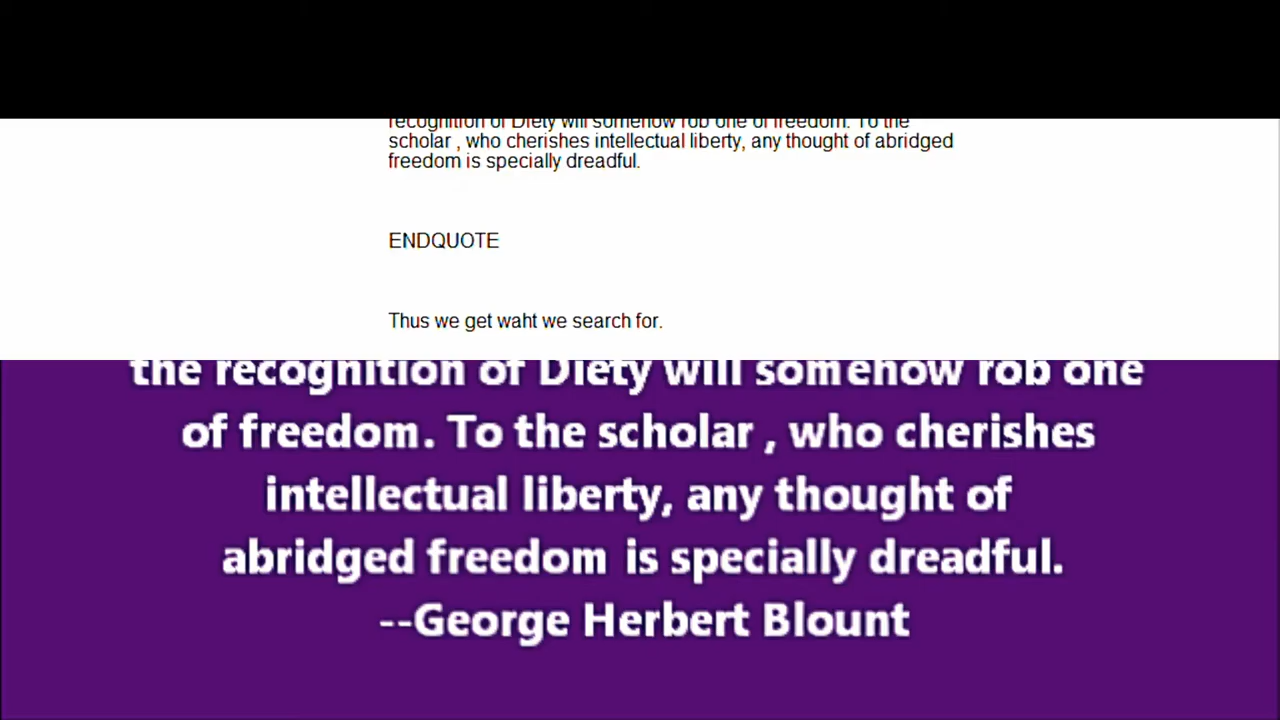 recognition of Diety will somehow rob one of freedom. To the
scholar , who cherishes intellectual liberty, any thought of abridged
freedom is specially dreadful.
ENDQUOTE
Thus we get waht we search for.
the recognition of Diety will somehow rob one
of freedom. To the scholar , who cherishes
intellectual liberty, any thought of
abridged freedom is specially dreadful.
--George Herbert Blount